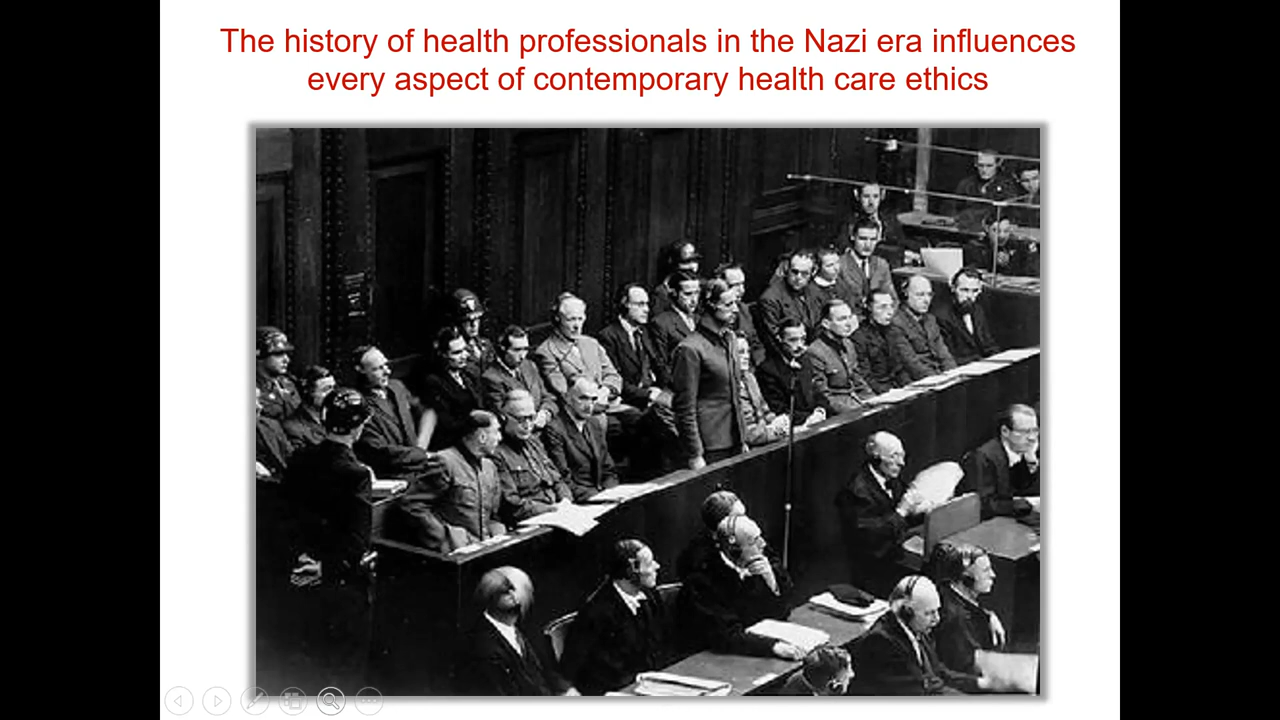 The history of health professionals in the Nazi era influences
every aspect of contemporary health care ethics